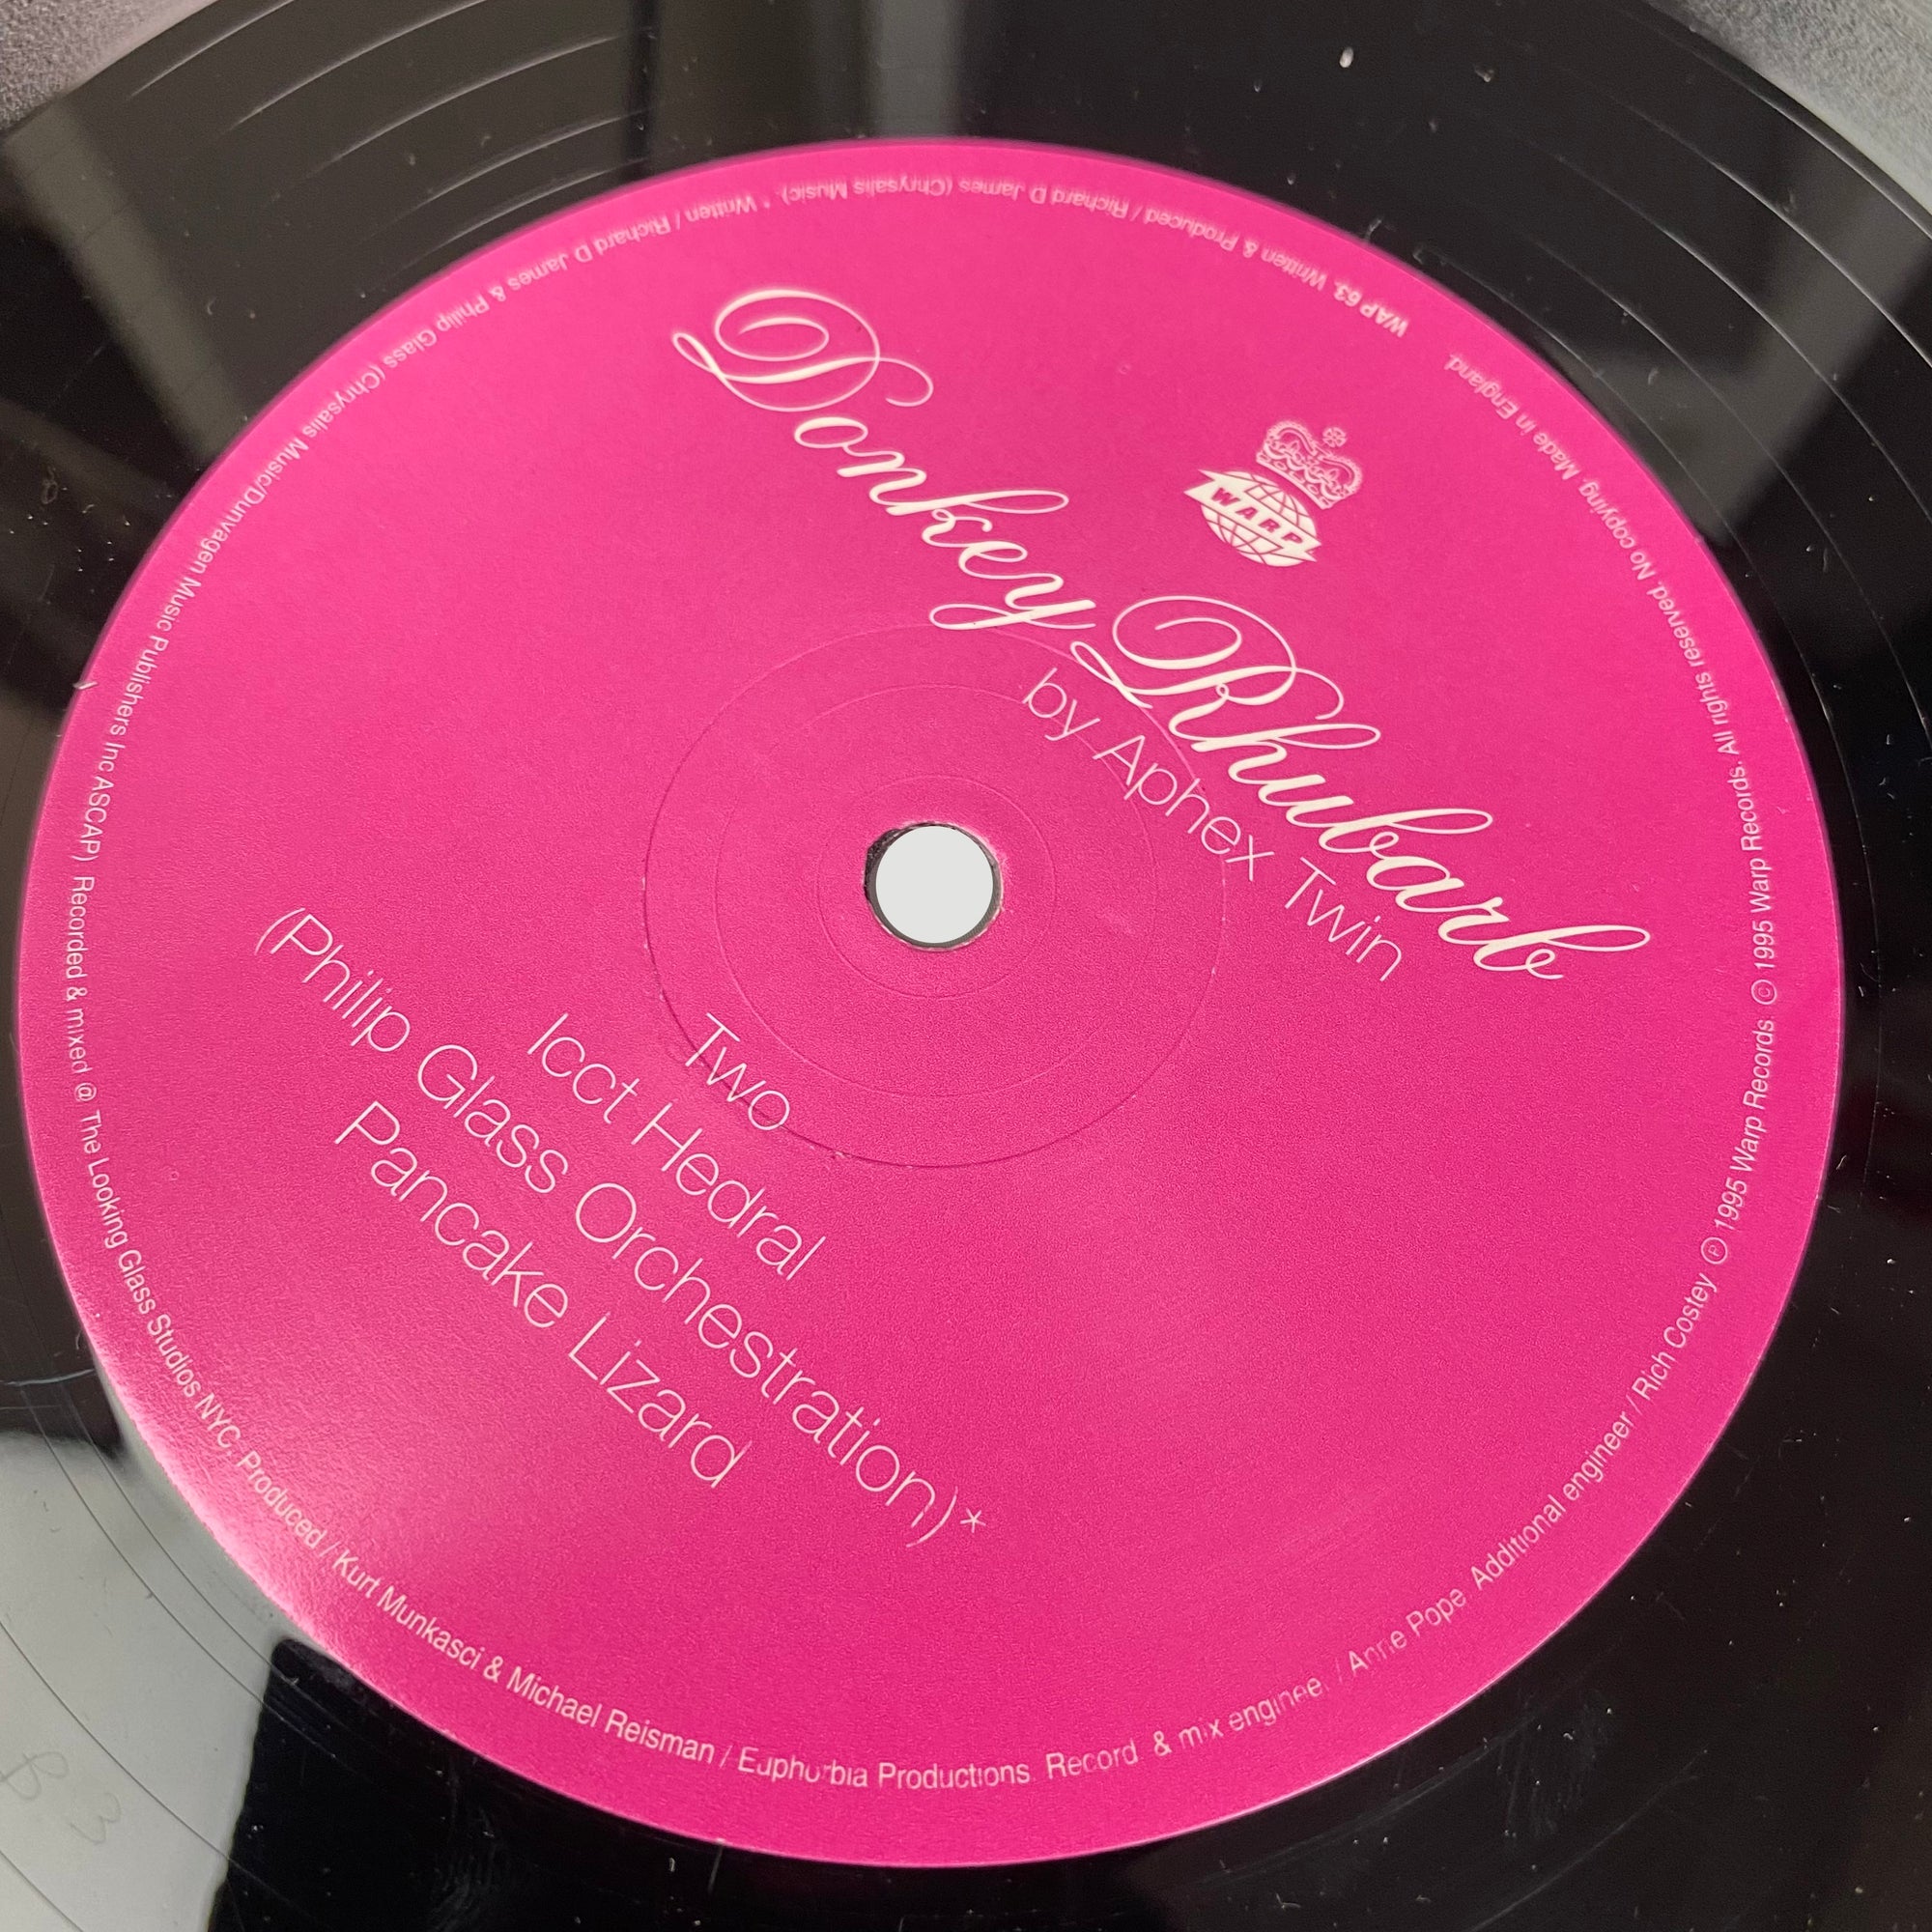 WARP
Donkey Rhubarb
by Aphex Twin
Two
Icct Hedral
(Philip Glass Orchestration)*
Pancake Lizard
WAP 63. Written & Produced / Richard D James (Chrysalis Music). * Written / Richard D James & Philip Glass (Chrysalis Music/Dunvagen Music Publishers Inc ASCAP) Recorded & mixed @ The Looking Glass Studios NYC. Produced / Kurt Munkasci & Michael Reisman / Euphorbia Productions. Record & mix engineer / Anne Pope Additional engineer / Rich Costey ℗ 1995 Warp Records © 1995 Warp Records. All rights reserved. No copying. Made in England.